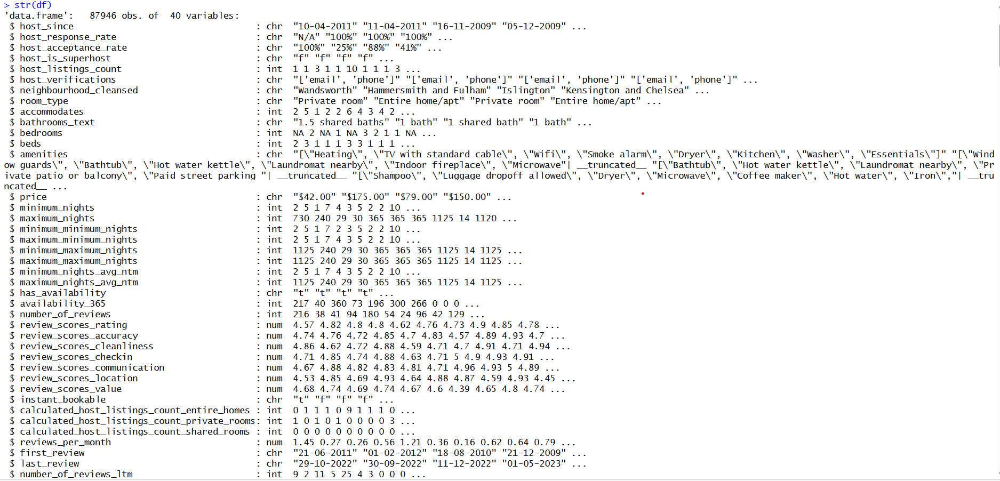 > str(df)
'data.frame':   87946 obs. of  40 variables:
 $ host_since                                  : chr  "10-04-2011" "11-04-2011" "16-11-2009" "05-12-2009" ...
 $ host_response_rate                          : chr  "N/A" "100%" "100%" "100%" ...
 $ host_acceptance_rate                        : chr  "100%" "25%" "88%" "41%" ...
 $ host_is_superhost                           : chr  "f" "f" "f" "f" ...
 $ host_listings_count                         : int  1 1 3 1 1 10 1 1 1 3 ...
 $ host_verifications                          : chr  "['email', 'phone']" "['email', 'phone']" "['email', 'phone']" "['email', 'phone']" ...
 $ neighbourhood_cleansed                      : chr  "Wandsworth" "Hammersmith and Fulham" "Islington" "Kensington and Chelsea" ...
 $ room_type                                   : chr  "Private room" "Entire home/apt" "Private room" "Entire home/apt" ...
 $ accommodates                                : int  2 5 1 2 2 6 4 3 4 2 ...
 $ bathrooms_text                              : chr  "1.5 shared baths" "1 bath" "1 shared bath" "1 bath" ...
 $ bedrooms                                    : int  NA 2 NA 1 NA 3 2 1 1 NA ...
 $ beds                                        : int  2 3 1 1 1 3 3 1 1 1 ...
 $ amenities                                   : chr  "[\"Heating\", \"TV with standard cable\", \"Wifi\", \"Smoke alarm\", \"Dryer\", \"Kitchen\", \"Washer\", \"Essentials\"]" "[\"Wind
ow guards\", \"Bathtub\", \"Hot water kettle\", \"Laundromat nearby\", \"Indoor fireplace\", \"Microwave"| __truncated__ "[\"Bathtub\", \"Hot water kettle\", \"Laundromat nearby\", \"Pr
ivate patio or balcony\", \"Paid street parking "| __truncated__ "[\"Shampoo\", \"Luggage dropoff allowed\", \"Dryer\", \"Microwave\", \"Coffee maker\", \"Hot water\", \"Iron\","| __tru
ncated__ ...
 $ price                                       : chr  "$42.00" "$175.00" "$79.00" "$150.00" ...
 $ minimum_nights                              : int  2 5 1 7 4 3 5 2 2 10 ...
 $ maximum_nights                              : int  730 240 29 30 365 365 365 1125 14 1120 ...
 $ minimum_minimum_nights                      : int  2 5 1 7 2 3 5 2 2 10 ...
 $ maximum_minimum_nights                      : int  2 5 1 7 4 3 5 2 2 10 ...
 $ minimum_maximum_nights                      : int  1125 240 29 30 365 365 365 1125 14 1125 ...
 $ maximum_maximum_nights                      : int  1125 240 29 30 365 365 365 1125 14 1125 ...
 $ minimum_nights_avg_ntm                      : int  2 5 1 7 4 3 5 2 2 10 ...
 $ maximum_nights_avg_ntm                      : int  1125 240 29 30 365 365 365 1125 14 1125 ...
 $ has_availability                            : chr  "t" "t" "t" "t" ...
 $ availability_365                            : int  217 40 360 73 196 300 266 0 0 0 ...
 $ number_of_reviews                           : int  216 38 41 94 180 54 24 96 42 129 ...
 $ review_scores_rating                        : num  4.57 4.82 4.8 4.8 4.62 4.76 4.73 4.9 4.85 4.78 ...
 $ review_scores_accuracy                      : num  4.74 4.76 4.72 4.85 4.7 4.83 4.57 4.89 4.93 4.7 ...
 $ review_scores_cleanliness                   : num  4.86 4.62 4.72 4.88 4.59 4.71 4.7 4.91 4.71 4.94 ...
 $ review_scores_checkin                       : num  4.71 4.85 4.74 4.88 4.63 4.71 5 4.9 4.93 4.91 ...
 $ review_scores_communication                 : num  4.67 4.88 4.82 4.83 4.81 4.71 4.96 4.93 5 4.89 ...
 $ review_scores_location                      : num  4.53 4.85 4.69 4.93 4.64 4.88 4.87 4.59 4.93 4.45 ...
 $ review_scores_value                         : num  4.68 4.74 4.69 4.74 4.67 4.6 4.39 4.65 4.8 4.74 ...
 $ instant_bookable                            : chr  "t" "f" "f" "f" ...
 $ calculated_host_listings_count_entire_homes : int  0 1 1 1 0 9 1 1 1 0 ...
 $ calculated_host_listings_count_private_rooms: int  1 0 1 0 1 0 0 0 0 3 ...
 $ calculated_host_listings_count_shared_rooms : int  0 0 0 0 0 0 0 0 0 0 ...
 $ reviews_per_month                           : num  1.45 0.27 0.26 0.56 1.21 0.36 0.16 0.62 0.64 0.79 ...
 $ first_review                                : chr  "21-06-2011" "01-02-2012" "18-08-2010" "21-12-2009" ...
 $ last_review                                 : chr  "29-10-2022" "30-09-2022" "11-12-2022" "01-05-2023" ...
 $ number_of_reviews_ltm                       : int  9 2 11 5 25 4 3 0 0 0 ...